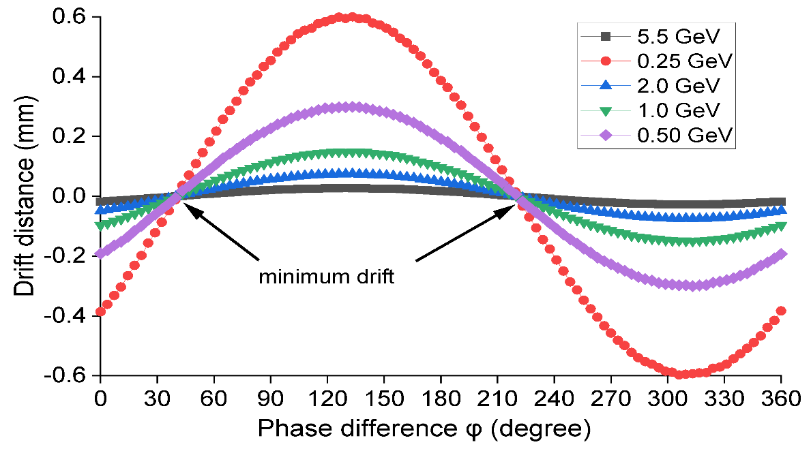 0.6
0.4
0.2
0.0
-0.2
-0.4
-0.6
Drift distance (mm)
5.5 GeV
0.25 GeV
2.0 GeV
1.0 GeV
0.50 GeV
minimum drift
0 30 60 90 120 150 180 210 240 270 300 330 360
Phase difference φ (degree)